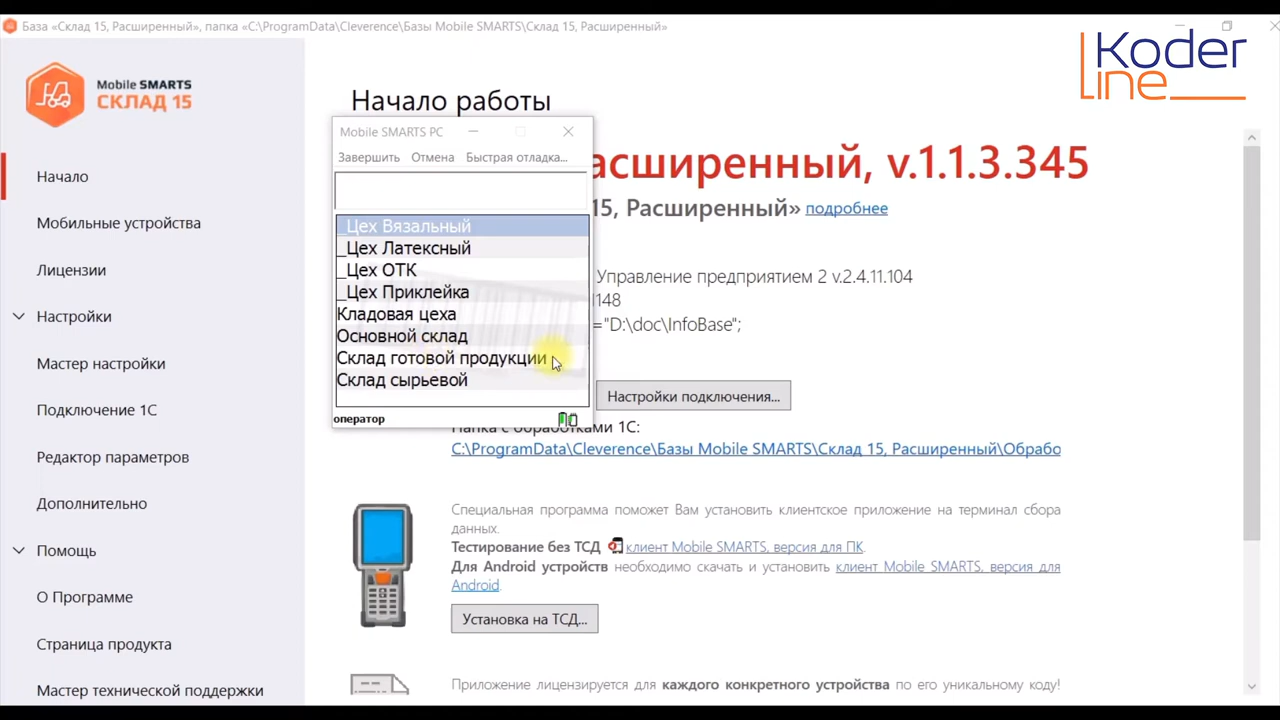 База «Склад 15, Расширенный», папка «C:\ProgramData\Cleverence\Базы Mobile SMARTS\Склад 15, Расширенный»
Koder
line
Mobile SMARTS
СКЛАД 15
Начало
Мобильные устройства
Лицензии
Настройки
Мастер настройки
Подключение 1С
Редактор параметров
Дополнительно
Помощь
О Программе
Страница продукта
Мастер технической поддержки
Начало работы
асширенный, v.1.1.3.345
15, Расширенный» подробнее
Управление предприятием 2 v.2.4.11.104
148
="D:\doc\InfoBase";
Mobile SMARTS PC
Завершить Отмена Быстрая отладка...
_Цех Вязальный
_Цех Латексный
_Цех ОТК
_Цех Приклейка
Кладовая цеха
Основной склад
Склад готовой продукции
Склад сырьевой
оператор
Настройки подключения...
Папка с обработками 1С:
C:\ProgramData\Cleverence\Базы Mobile SMARTS\Склад 15, Расширенный\Обрабо
Специальная программа поможет Вам установить клиентское приложение на терминал сбора
данных.
Тестирование без ТСД клиент Mobile SMARTS, версия для ПК.
Для Android устройств необходимо скачать и установить клиент Mobile SMARTS, версия для
Android.
Установка на ТСД...
Приложение лицензируется для каждого конкретного устройства по его уникальному коду!